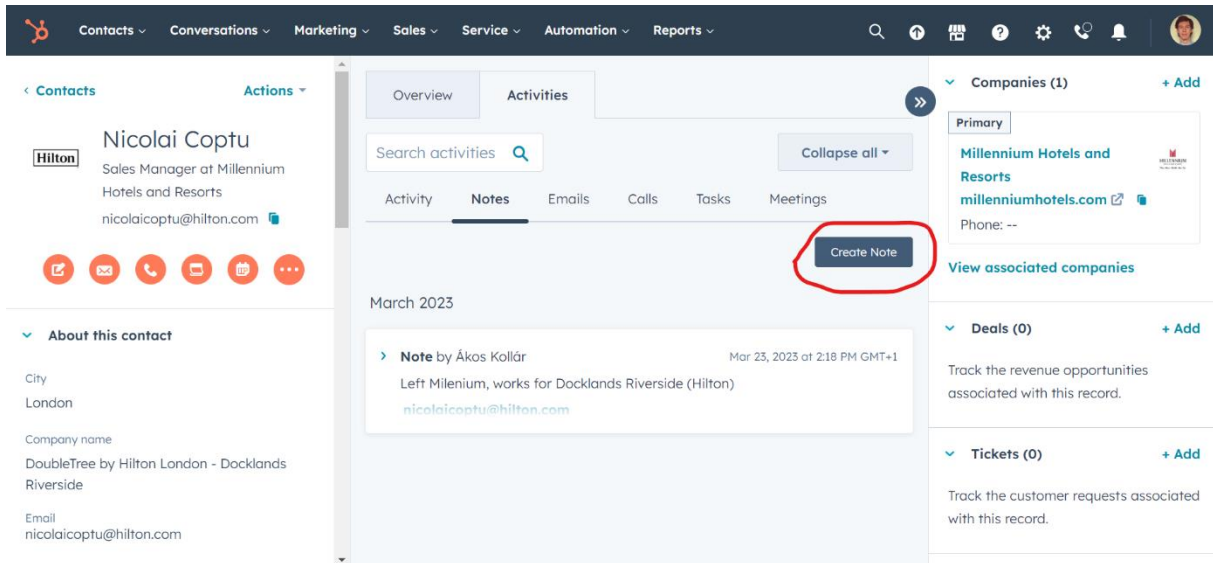 Contacts Conversations Marketing Sales Service Automation Reports
< Contacts
Actions
Hilton
Nicolai Coptu
Sales Manager at Millennium
Hotels and Resorts
nicolaicoptu@hilton.com
About this contact
City
London
Company name
DoubleTree by Hilton London - Docklands
Riverside
Email
nicolaicoptu@hilton.com
Overview
Activities
Search activities
Collapse all
Activity Notes Emails Calls Tasks Meetings
Create Note
March 2023
Note by Ákos Kollár
Mar 23, 2023 at 2:18 PM GMT+1
Left Milenium, works for Docklands Riverside (Hilton)
nicolaicoptu@hilton.com
Companies (1)
+ Add
Primary
Millennium Hotels and
Resorts
millenniumhotels.com
Phone: --
View associated companies
Deals (0)
+ Add
Track the revenue opportunities
associated with this record.
Tickets (0)
+ Add
Track the customer requests associated
with this record.